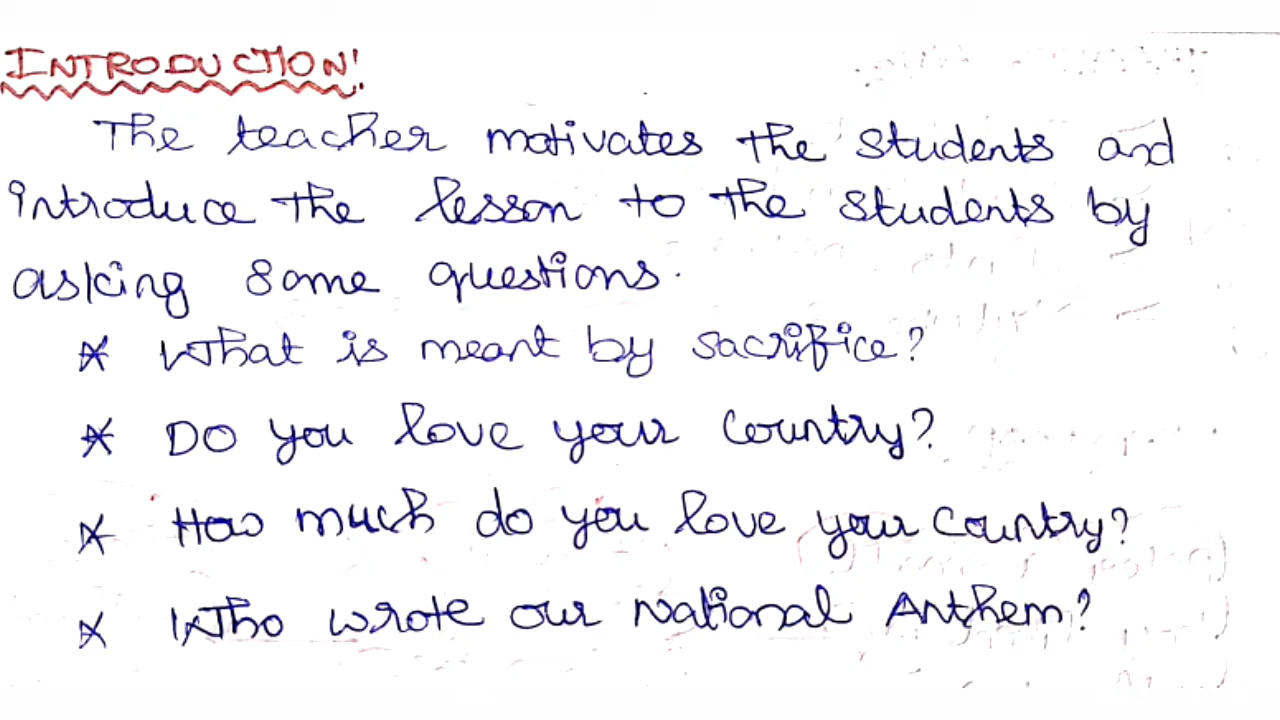 INTRODUCTION!
The teacher motivates the students and
introduce the lesson to the students by
asking some questions.
* What is meant by sacrifice?
* Do you love your country?
* How much do you love your country?
* Who wrote our National Anthem?